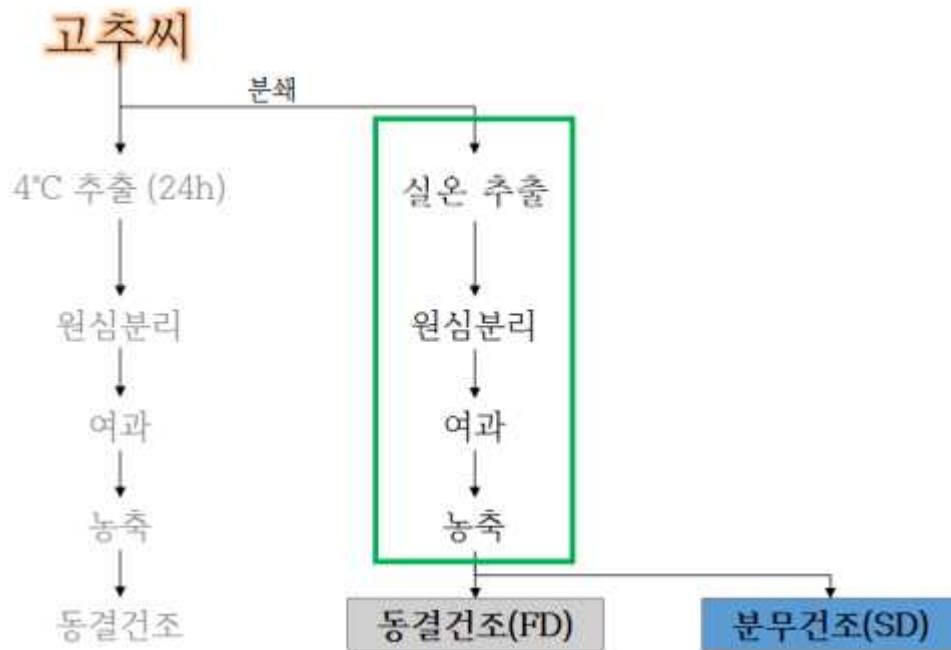 고추씨
분쇄
4℃ 추출 (24h)
원심분리
여과
농축
동결건조
실온 추출
원심분리
여과
농축
동결건조(FD)
분무건조(SD)